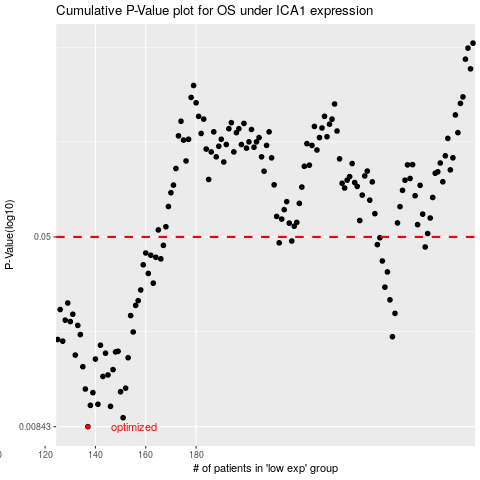 Cumulative P-Value plot for OS under ICA1 expression
P-Value(log10)
0.05
0.00843
optimized
0 120 140 160 180
# of patients in 'low exp' group